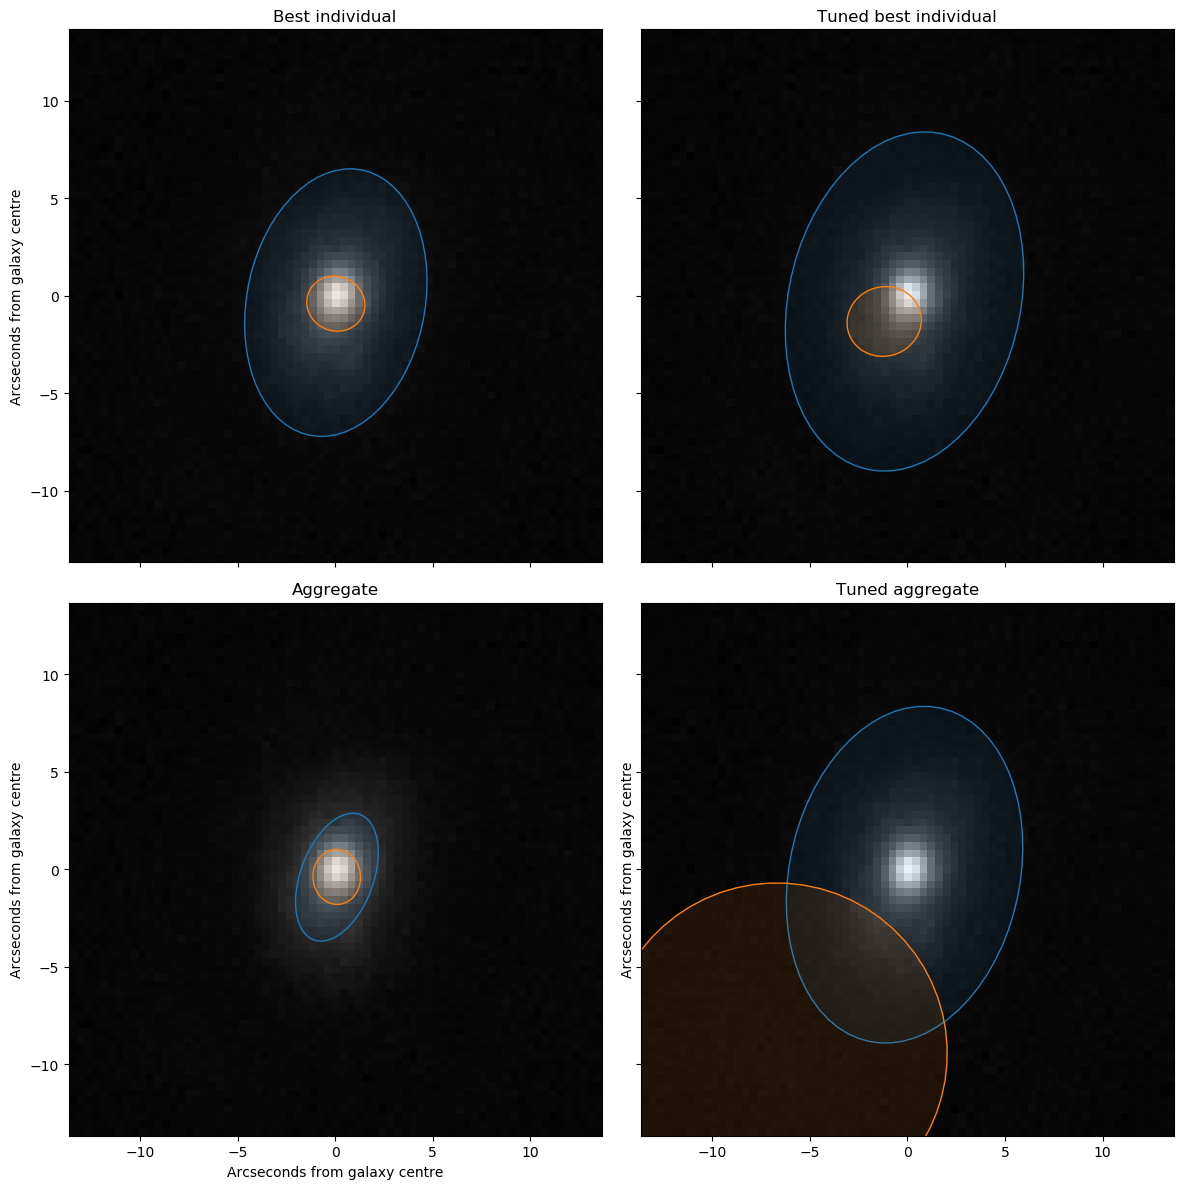 Best individual
Tuned best individual
10
5
0
−5
−10
Arcseconds from galaxy centre
Aggregate
Tuned aggregate
10
5
0
−5
−10
Arcseconds from galaxy centre
Arcseconds from galaxy centre
−10 −5 0 5 10
−10 −5 0 5 10
Arcseconds from galaxy centre